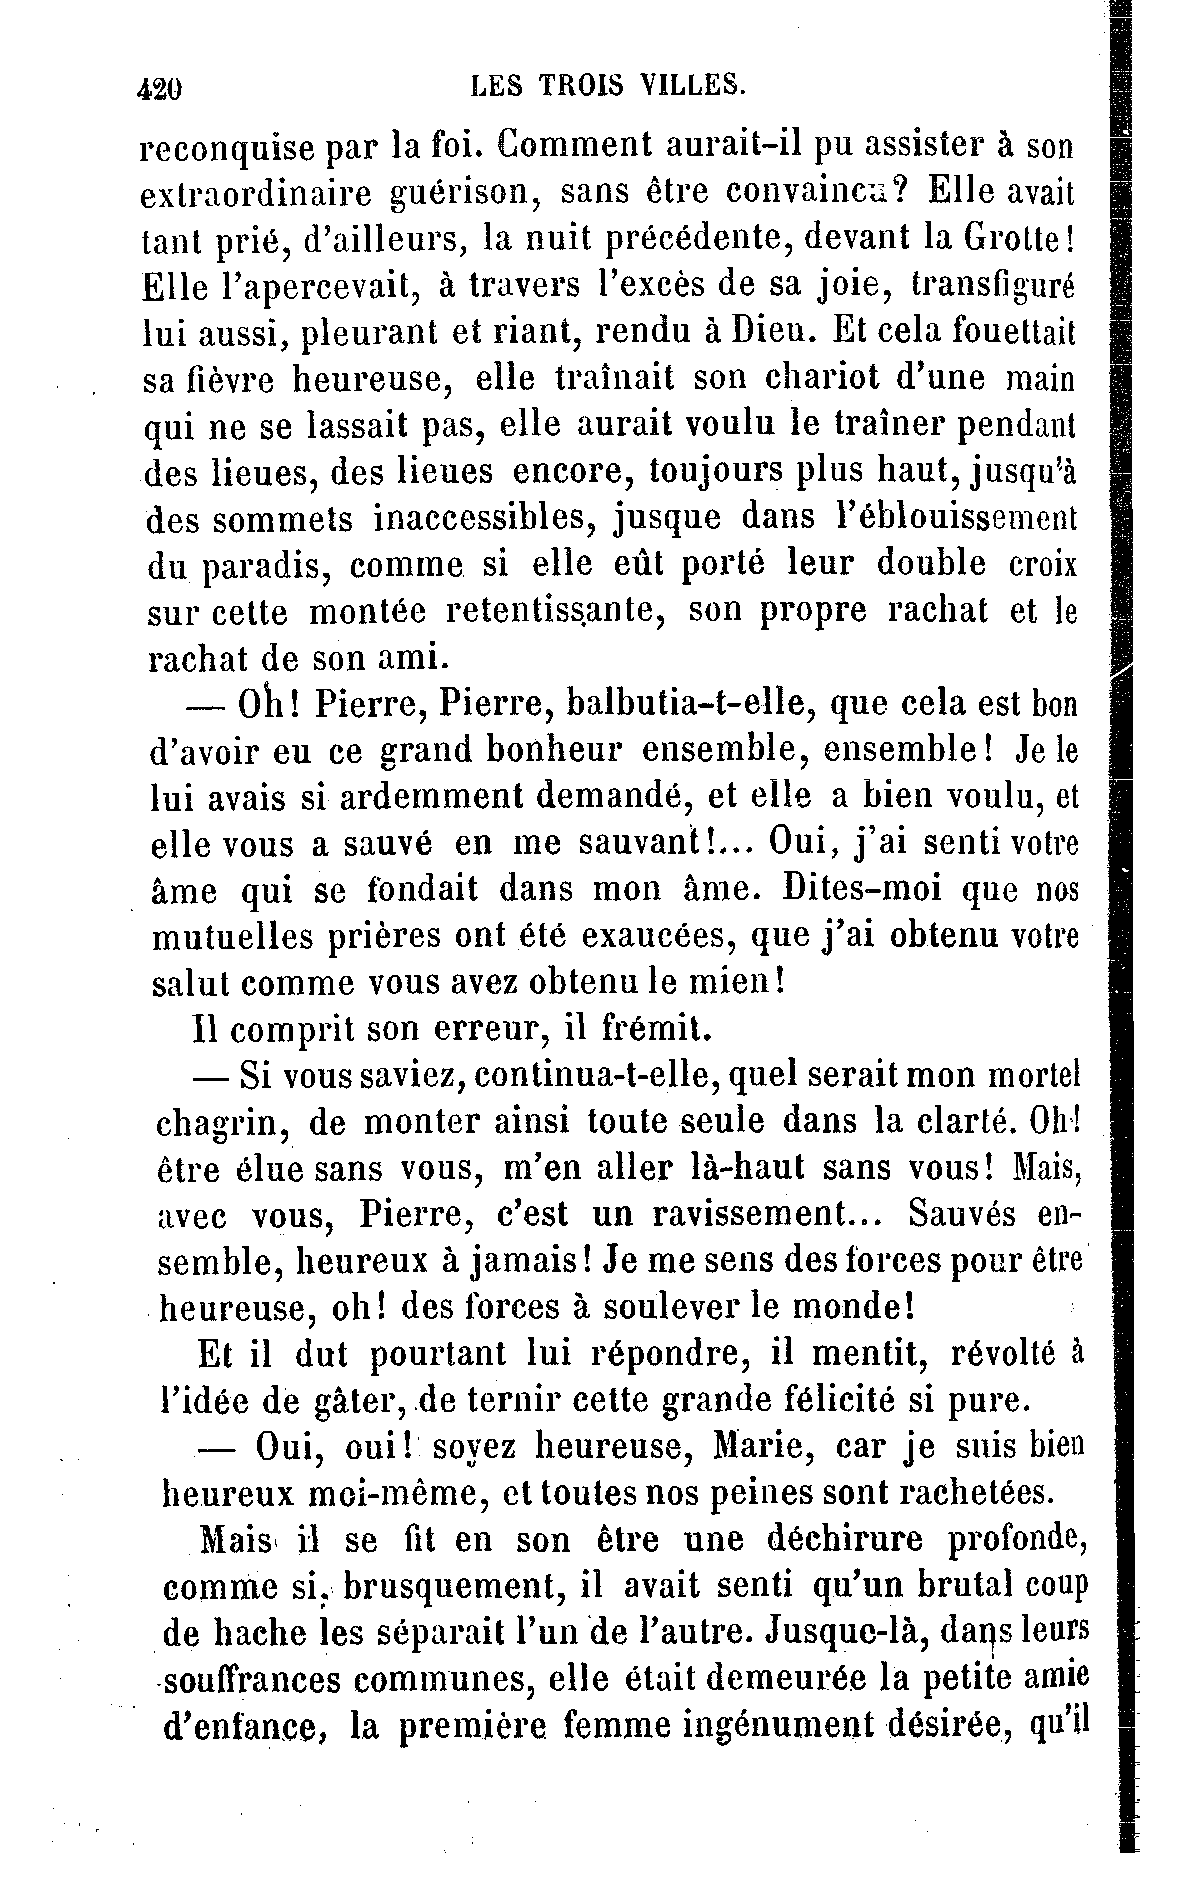 420 LES TROIS VILLES.
reconquise par la foi. Comment aurait-il pu assister à son
extraordinaire guérison, sans être convaincu? Elle avait
tant prié, d'ailleurs, la nuit précédente, devant la Grotte!
Elle l'apercevait, à travers l'excès de sa joie, transfiguré
lui aussi, pleurant et riant, rendu à Dieu. Et cela fouettait
sa fièvre heureuse, elle traînait son chariot d'une main
qui ne se lassait pas, elle aurait voulu le traîner pendant
des lieues, des lieues encore, toujours plus haut, jusqu'à
des sommets inaccessibles, jusque dans l'éblouissement
du paradis, comme si elle eût porté leur double croix
sur cette montée retentissante, son propre rachat et le
rachat de son ami.
— Oh! Pierre, Pierre, balbutia-t-elle, que cela est bon
d'avoir eu ce grand bonheur ensemble, ensemble! Je le
lui avais si ardemment demandé, et elle a bien voulu, et
elle vous a sauvé en me sauvant!... Oui, j'ai senti votre
âme qui se fondait dans mon âme. Dites-moi que nos
mutuelles prières ont été exaucées, que j'ai obtenu votre
salut comme vous avez obtenu le mien!
Il comprit son erreur, il frémit.
— Si vous saviez, continua-t-elle, quel serait mon mortel
chagrin, de monter ainsi toute seule dans la clarté. Oh!
être élue sans vous, m'en aller là-haut sans vous! Mais,
avec vous, Pierre, c'est un ravissement... Sauvés en-
semble, heureux à jamais! Je me sens des forces pour être
heureuse, oh! des forces à soulever le monde!
Et il dut pourtant lui répondre, il mentit, révolté à
l'idée de gâter, de ternir cette grande félicité si pure.
— Oui, oui! soyez heureuse, Marie, car je suis bien
heureux moi-même, et toutes nos peines sont rachetées.
Mais il se fit en son être une déchirure profonde,
comme si, brusquement, il avait senti qu'un brutal coup
de hache les séparait l'un de l'autre. Jusque-là, dans leurs
souffrances communes, elle était demeurée la petite amie
d'enfance, la première femme ingénument désirée, qu'il